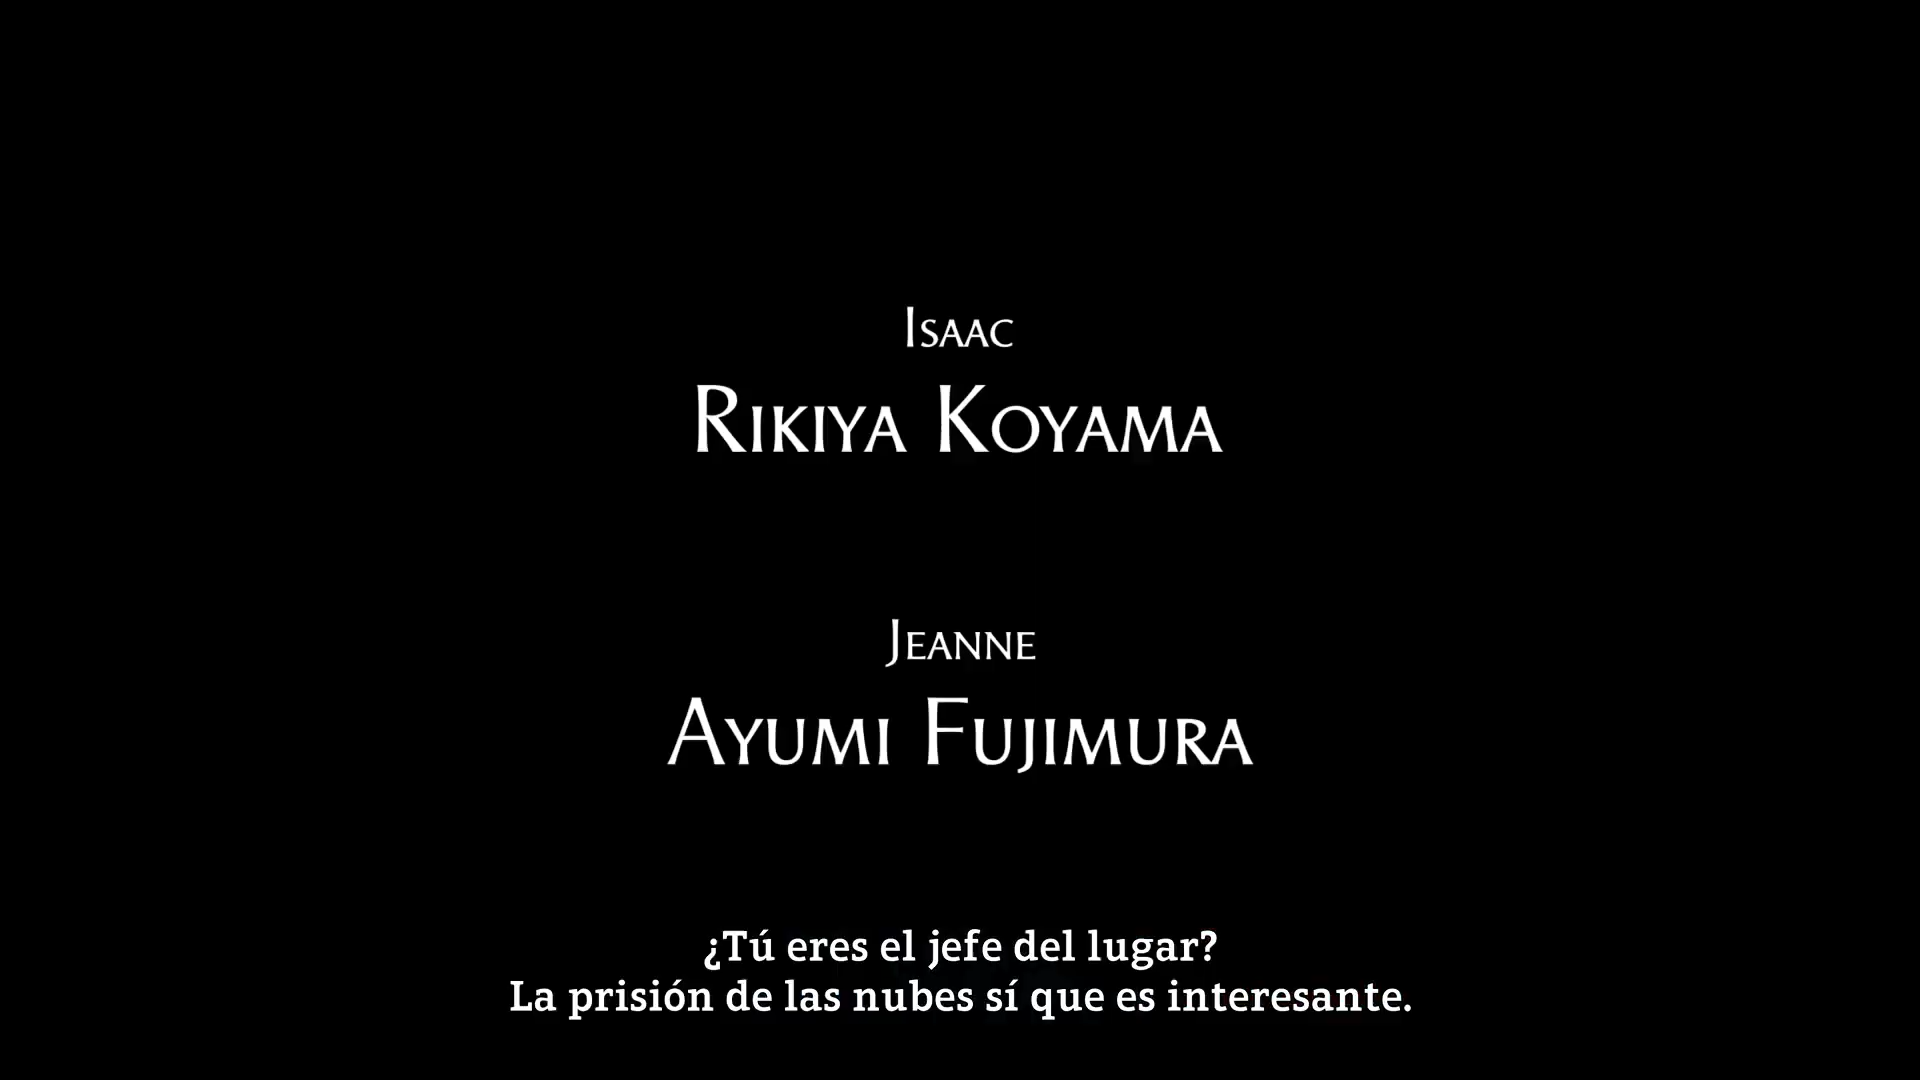 Isaac
Rikiya Koyama
Jeanne
Ayumi Fujimura
¿Tú eres el jefe del lugar?
La prisión de las nubes sí que es interesante.